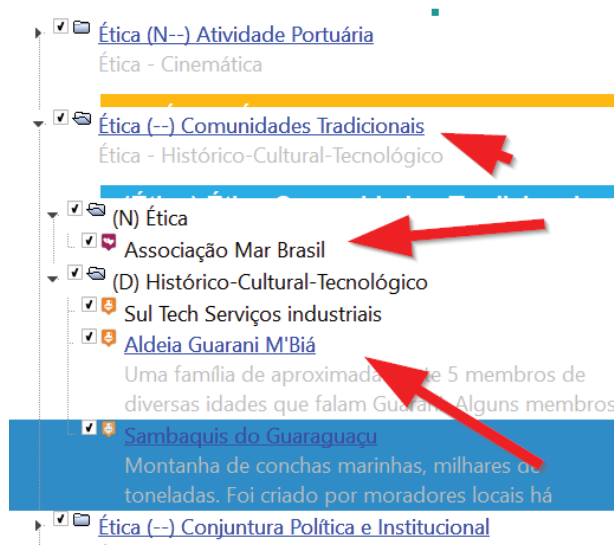 Ética (N--) Atividade Portuária
Ética - Cinemática
Ética (--) Comunidades Tradicionais
Ética - Histórico-Cultural-Tecnológico
(N) Ética
Associação Mar Brasil
(D) Histórico-Cultural-Tecnológico
Sul Tech Serviços industriais
Aldeia Guarani M'Biá
Uma família de 5 membros de
diversas idades que falam Alguns membros
Sambaquis do Guaraguaçu
Montanha de conchas marinhas, milhares de
toneladas. Foi criado por moradores locais há
Ética (--) Conjuntura Política e Institucional